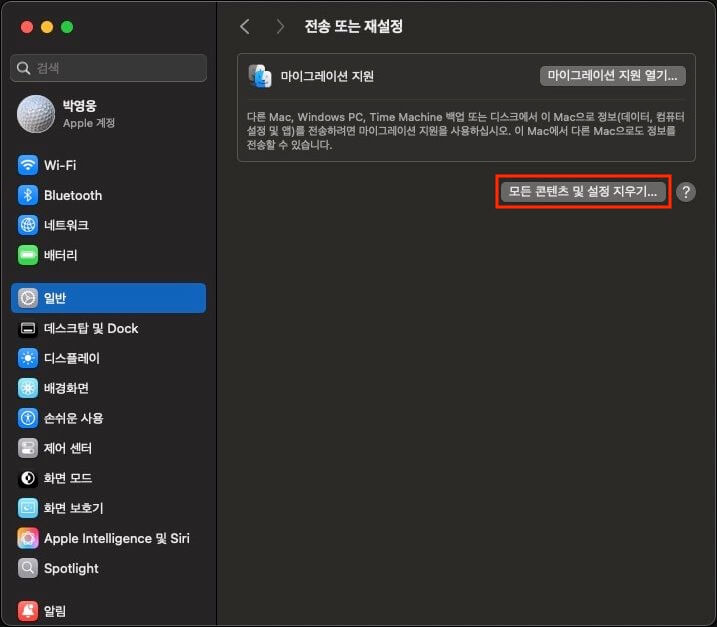 전송 또는 재설정
검색
박영웅
Apple 계정
Wi-Fi
Bluetooth
네트워크
배터리
일반
데스크탑 및 Dock
디스플레이
배경화면
손쉬운 사용
제어 센터
화면 모드
화면 보호기
Apple Intelligence 및 Siri
Spotlight
알림
마이그레이션 지원
마이그레이션 지원 열기...
다른 Mac, Windows PC, Time Machine 백업 또는 디스크에서 이 Mac으로 정보(데이터, 컴퓨터
설정 및 앱)를 전송하려면 마이그레이션 지원을 사용하십시오. 이 Mac에서 다른 Mac으로도 정보를
전송할 수 있습니다.
모든 콘텐츠 및 설정 지우기...
?